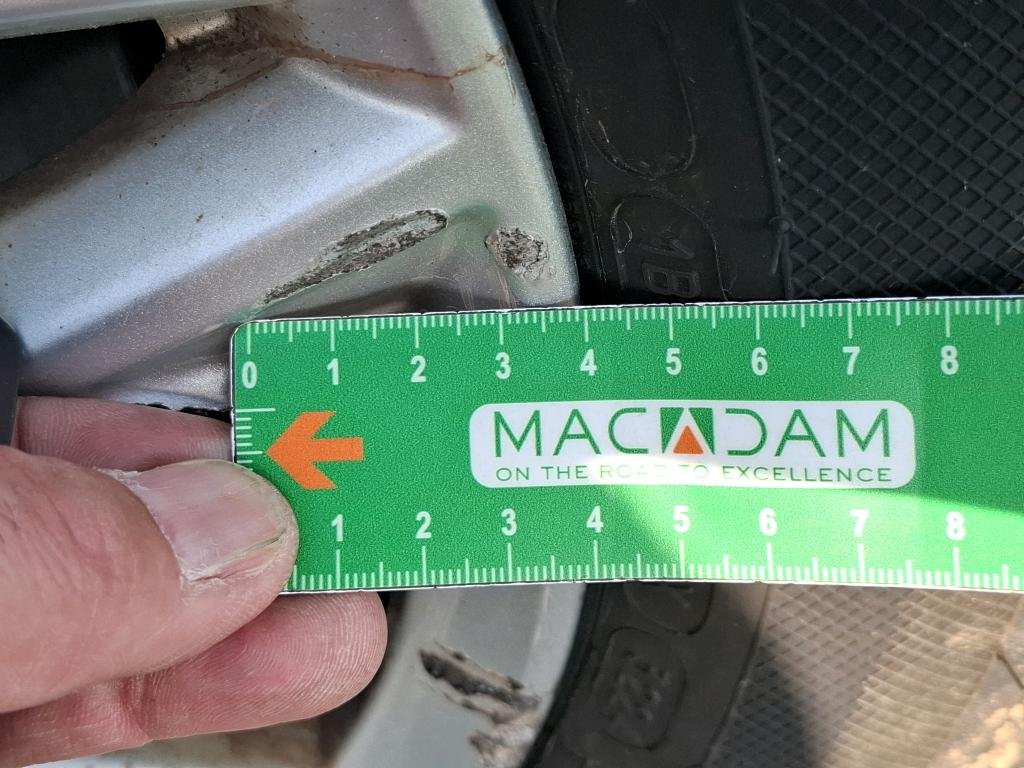 1B
0 1 2 3 4 5 6 7 8
MACADAM
ON THE ROAD TO EXCELLENCE
1 2 3 4 5 6 7 8